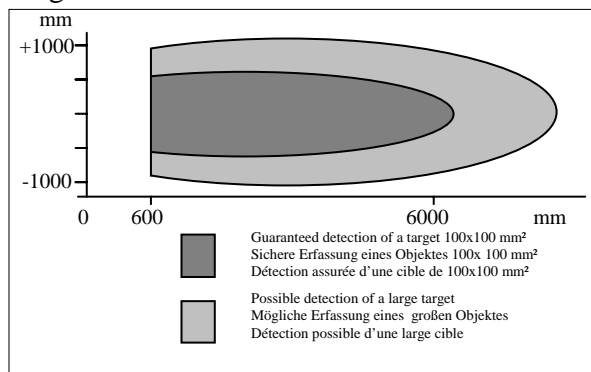 mm
+1000
-1000
0 600 6000 mm
Guaranteed detection of a target 100x100 mm²
Sichere Erfassung eines Objektes 100x 100 mm²
Détection assurée d'une cible de 100x100 mm²
Possible detection of a large target
Mögliche Erfassung eines großen Objektes
Détection possible d'une large cible